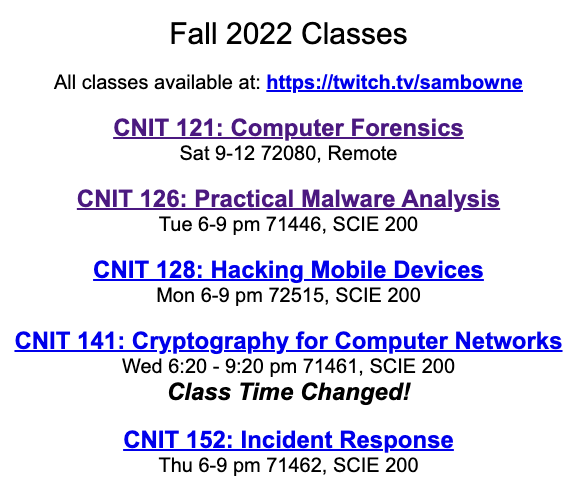 Fall 2022 Classes
All classes available at: https://twitch.tv/sambowne
CNIT 121: Computer Forensics
Sat 9-12 72080, Remote
CNIT 126: Practical Malware Analysis
Tue 6-9 pm 71446, SCIE 200
CNIT 128: Hacking Mobile Devices
Mon 6-9 pm 72515, SCIE 200
CNIT 141: Cryptography for Computer Networks
Wed 6:20 - 9:20 pm 71461, SCIE 200
Class Time Changed!
CNIT 152: Incident Response
Thu 6-9 pm 71462, SCIE 200